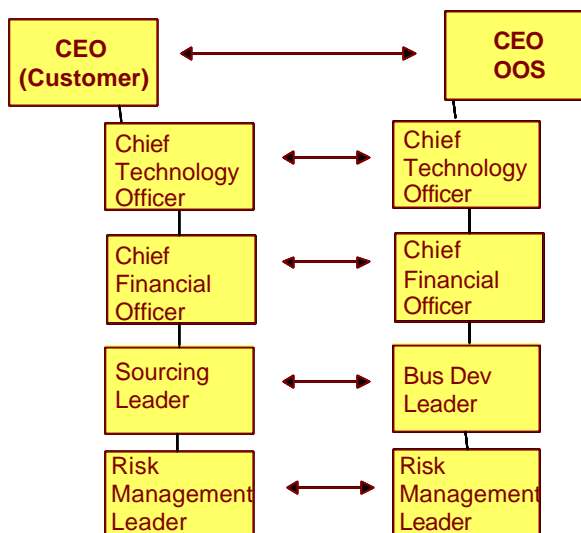 CEO
(Customer)
CEO
OOS
Chief
Technology
Officer
Chief
Technology
Officer
Chief
Financial
Officer
Chief
Financial
Officer
Sourcing
Leader
Bus Dev
Leader
Risk
Management
Leader
Risk
Management
Leader